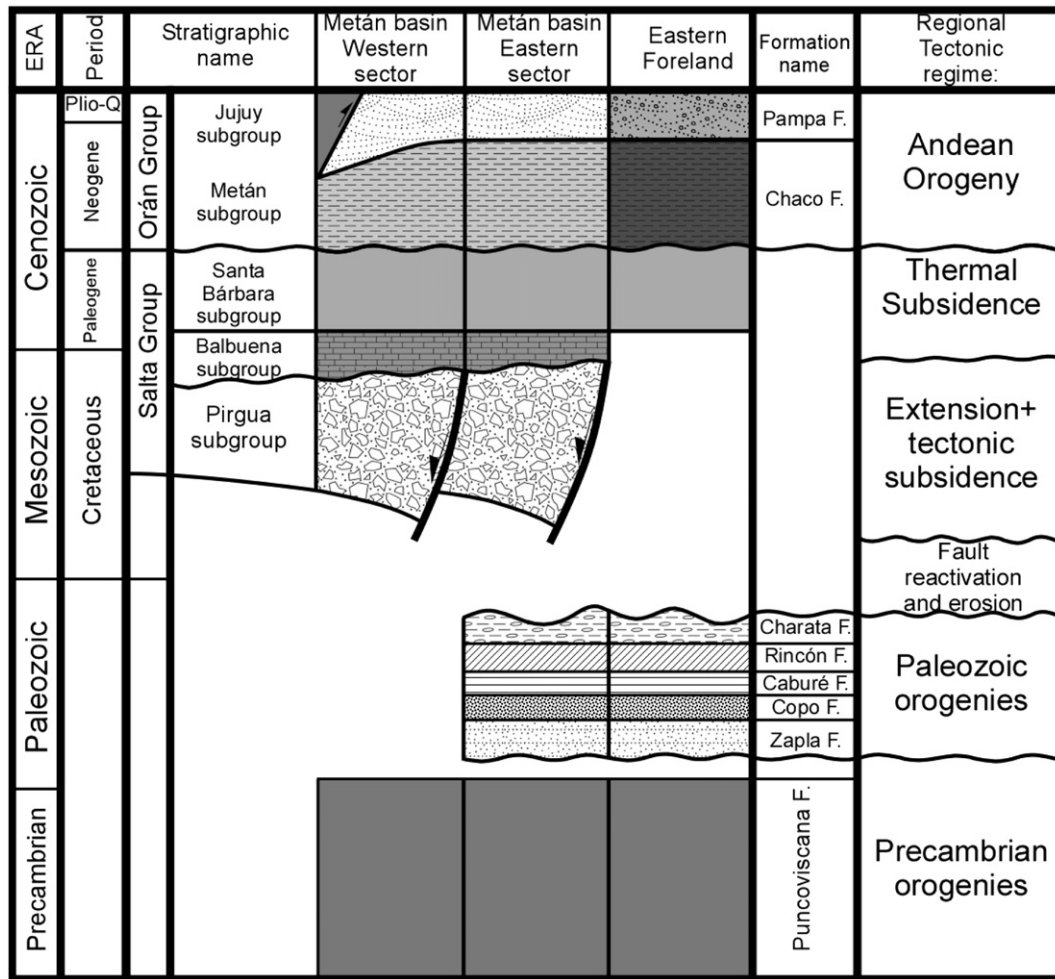 ERA
Period
Stratigraphic
name
Metán basin
Western
sector
Metán basin
Eastern
sector
Eastern
Foreland
Formation
name
Regional
Tectonic
regime:
Cenozoic
Mesozoic
Paleozoic
Precambrian
Plio-Q
Neogene
Paleogene
Cretaceous
Orán Group
Salta Group
Jujuy
subgroup
Metán
subgroup
Santa
Bárbara
subgroup
Balbuena
subgroup
Pirgua
subgroup
Pampa F.
Chaco F.
Charata F.
Rincón F.
Caburé F.
Copo F.
Zapla F.
Puncoviscana F.
Andean
Orogeny
Thermal
Subsidence
Extension+
tectonic
subsidence
Fault
reactivation
and erosion
Paleozoic
orogenies
Precambrian
orogenies